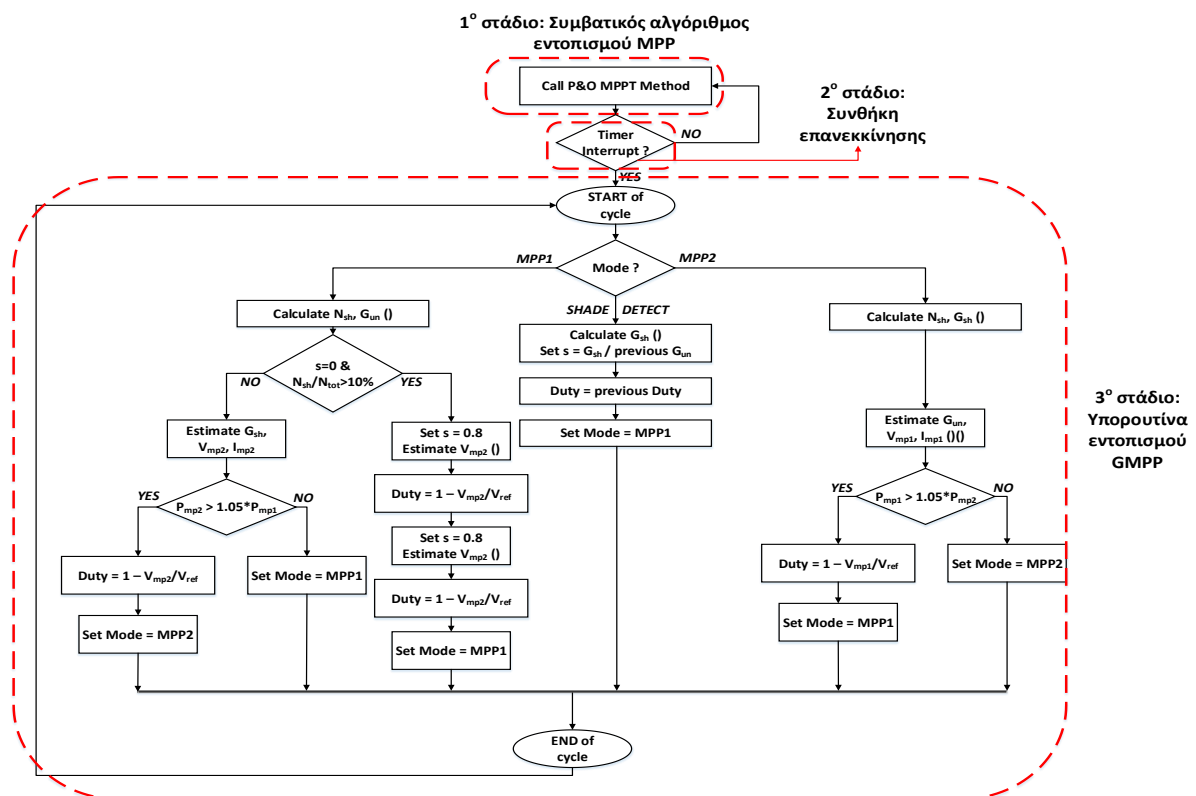 1ο στάδιο: Συμβατικός αλγόριθμος
εντοπισμού MPP
Call P&O MPPT Method
2ο στάδιο:
Συνθήκη
επανεκκίνησης
Timer
Interrupt ?
NO
YES
START of
cycle
Mode ?
MPP1
MPP2
SHADE DETECT
Calculate Nsh, Gun ()
s=0 &
Nsh/Ntot>10%
NO
YES
Estimate Gsh,
Vmp2, Imp2
Pmp2 > 1.05*Pmp1
YES
NO
Duty = 1 – Vmp2/Vref
Set Mode = MPP2
Set Mode = MPP1
Set s = 0.8
Estimate Vmp2 ()
Duty = 1 – Vmp2/Vref
Set s = 0.8
Estimate Vmp2 ()
Duty = 1 – Vmp2/Vref
Set Mode = MPP1
Calculate Gsh ()
Set s = Gsh / previous Gun
Duty = previous Duty
Set Mode = MPP1
Calculate Nsh, Gsh ()
Estimate Gun,
Vmp1, Imp1 ()()
Pmp1 > 1.05*Pmp2
YES
NO
Duty = 1 – Vmp1/Vref
Set Mode = MPP1
Set Mode = MPP2
3ο στάδιο:
Υπορουτίνα
εντοπισμού
GMPP
END of
cycle